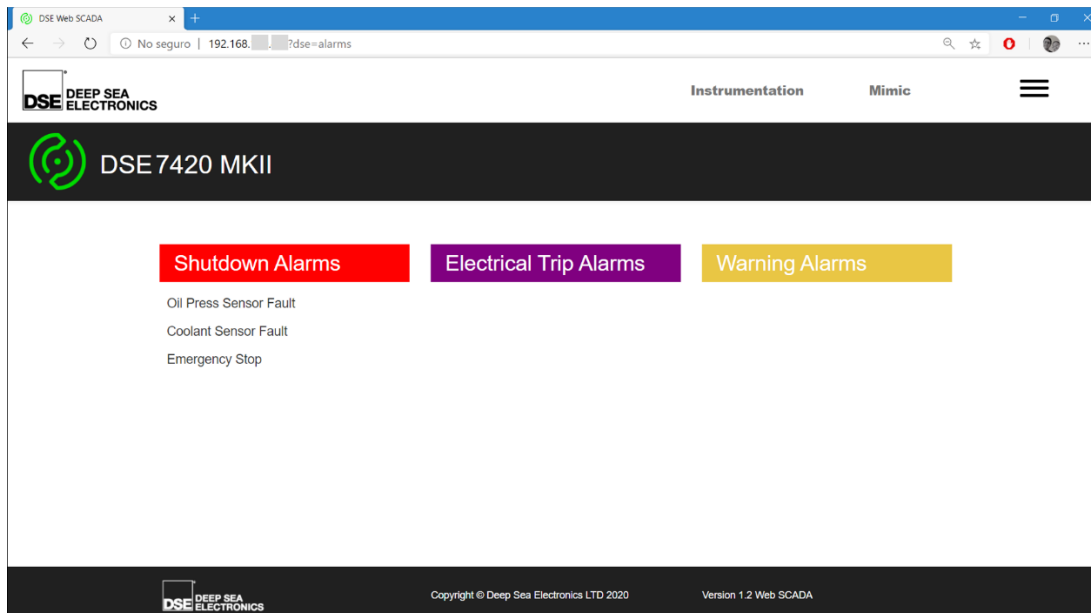 DSE Web SCADA
No seguro | 192.168. . ?dse=alarms
DSE DEEP SEA ELECTRONICS
Instrumentation
Mimic
DSE 7420 MKII
Shutdown Alarms
Oil Press Sensor Fault
Coolant Sensor Fault
Emergency Stop
Electrical Trip Alarms
Warning Alarms
DSE DEEP SEA ELECTRONICS
Copyright © Deep Sea Electronics LTD 2020
Version 1.2 Web SCADA